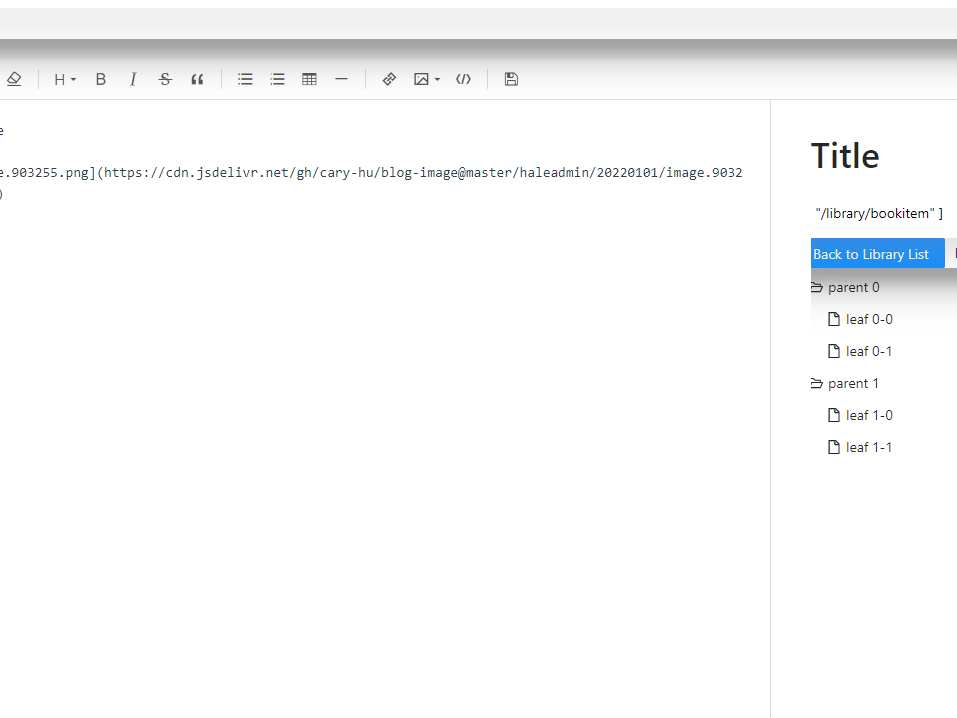 H B I S “
e
e.903255.png](https://cdn.jsdelivr.net/gh/cary-hu/blog-image@master/haleadmin/20220101/image.9032
)
Title
"/library/bookitem" ]
Back to Library List
parent 0
leaf 0-0
leaf 0-1
parent 1
leaf 1-0
leaf 1-1